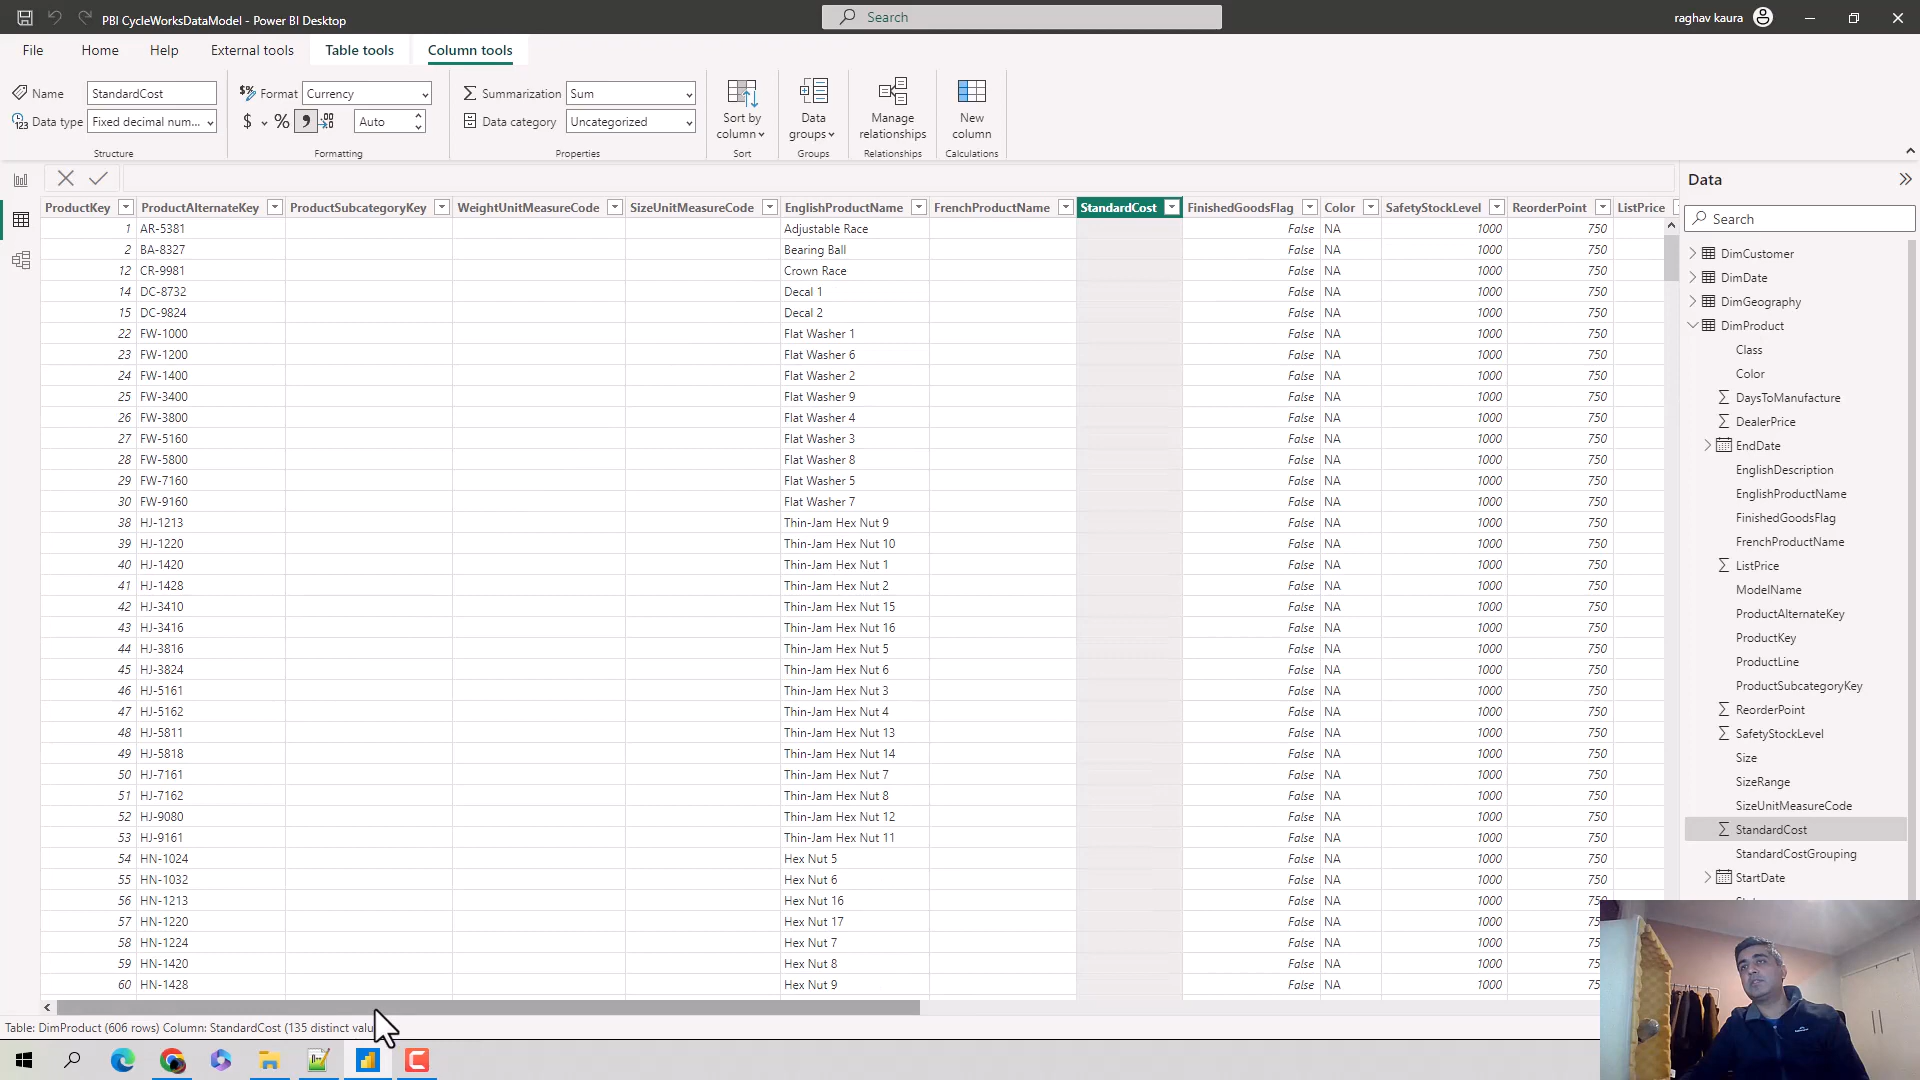 PBI CycleWorksDataModel - Power BI Desktop
Search
raghav kaura
File Home Help External tools Table tools Column tools
Name StandardCost
Data type Fixed decimal num...
Structure
$% Format Currency
$ % 9 .00 Auto
Formatting
Summarization Sum
Data category Uncategorized
Properties
Sort by column
Sort
Data groups
Groups
Manage relationships
Relationships
New column
Calculations
ProductKey ProductAlternateKey ProductSubcategoryKey WeightUnitMeasureCode SizeUnitMeasureCode EnglishProductName FrenchProductName StandardCost FinishedGoodsFlag Color SafetyStockLevel ReorderPoint ListPrice
1 AR-5381 Adjustable Race False NA 1000 750
2 BA-8327 Bearing Ball False NA 1000 750
12 CR-9981 Crown Race False NA 1000 750
14 DC-8732 Decal 1 False NA 1000 750
15 DC-9824 Decal 2 False NA 1000 750
22 FW-1000 Flat Washer 1 False NA 1000 750
23 FW-1200 Flat Washer 6 False NA 1000 750
24 FW-1400 Flat Washer 2 False NA 1000 750
25 FW-3400 Flat Washer 9 False NA 1000 750
26 FW-3800 Flat Washer 4 False NA 1000 750
27 FW-5160 Flat Washer 3 False NA 1000 750
28 FW-5800 Flat Washer 8 False NA 1000 750
29 FW-7160 Flat Washer 5 False NA 1000 750
30 FW-9160 Flat Washer 7 False NA 1000 750
38 HJ-1213 Thin-Jam Hex Nut 9 False NA 1000 750
39 HJ-1220 Thin-Jam Hex Nut 10 False NA 1000 750
40 HJ-1420 Thin-Jam Hex Nut 1 False NA 1000 750
41 HJ-1428 Thin-Jam Hex Nut 2 False NA 1000 750
42 HJ-3410 Thin-Jam Hex Nut 15 False NA 1000 750
43 HJ-3416 Thin-Jam Hex Nut 16 False NA 1000 750
44 HJ-3816 Thin-Jam Hex Nut 5 False NA 1000 750
45 HJ-3824 Thin-Jam Hex Nut 6 False NA 1000 750
46 HJ-5161 Thin-Jam Hex Nut 3 False NA 1000 750
47 HJ-5162 Thin-Jam Hex Nut 4 False NA 1000 750
48 HJ-5811 Thin-Jam Hex Nut 13 False NA 1000 750
49 HJ-5818 Thin-Jam Hex Nut 14 False NA 1000 750
50 HJ-7161 Thin-Jam Hex Nut 7 False NA 1000 750
51 HJ-7162 Thin-Jam Hex Nut 8 False NA 1000 750
52 HJ-9080 Thin-Jam Hex Nut 12 False NA 1000 750
53 HJ-9161 Thin-Jam Hex Nut 11 False NA 1000 750
54 HN-1024 Hex Nut 5 False NA 1000 750
55 HN-1032 Hex Nut 6 False NA 1000 750
56 HN-1213 Hex Nut 16 False NA 1000
57 HN-1220 Hex Nut 17 False NA 1000
58 HN-1224 Hex Nut 7 False NA 1000
59 HN-1420 Hex Nut 8 False NA 1000
60 HN-1428 Hex Nut 9 False NA 1000
Table: DimProduct (606 rows) Column: StandardCost (135 distinct valu
Data
Search
DimCustomer
DimDate
DimGeography
DimProduct
Class
Color
DaysToManufacture
DealerPrice
EndDate
EnglishDescription
EnglishProductName
FinishedGoodsFlag
FrenchProductName
ListPrice
ModelName
ProductAlternateKey
ProductKey
ProductLine
ProductSubcategoryKey
ReorderPoint
SafetyStockLevel
Size
SizeRange
SizeUnitMeasureCode
StandardCost
StandardCostGrouping
StartDate